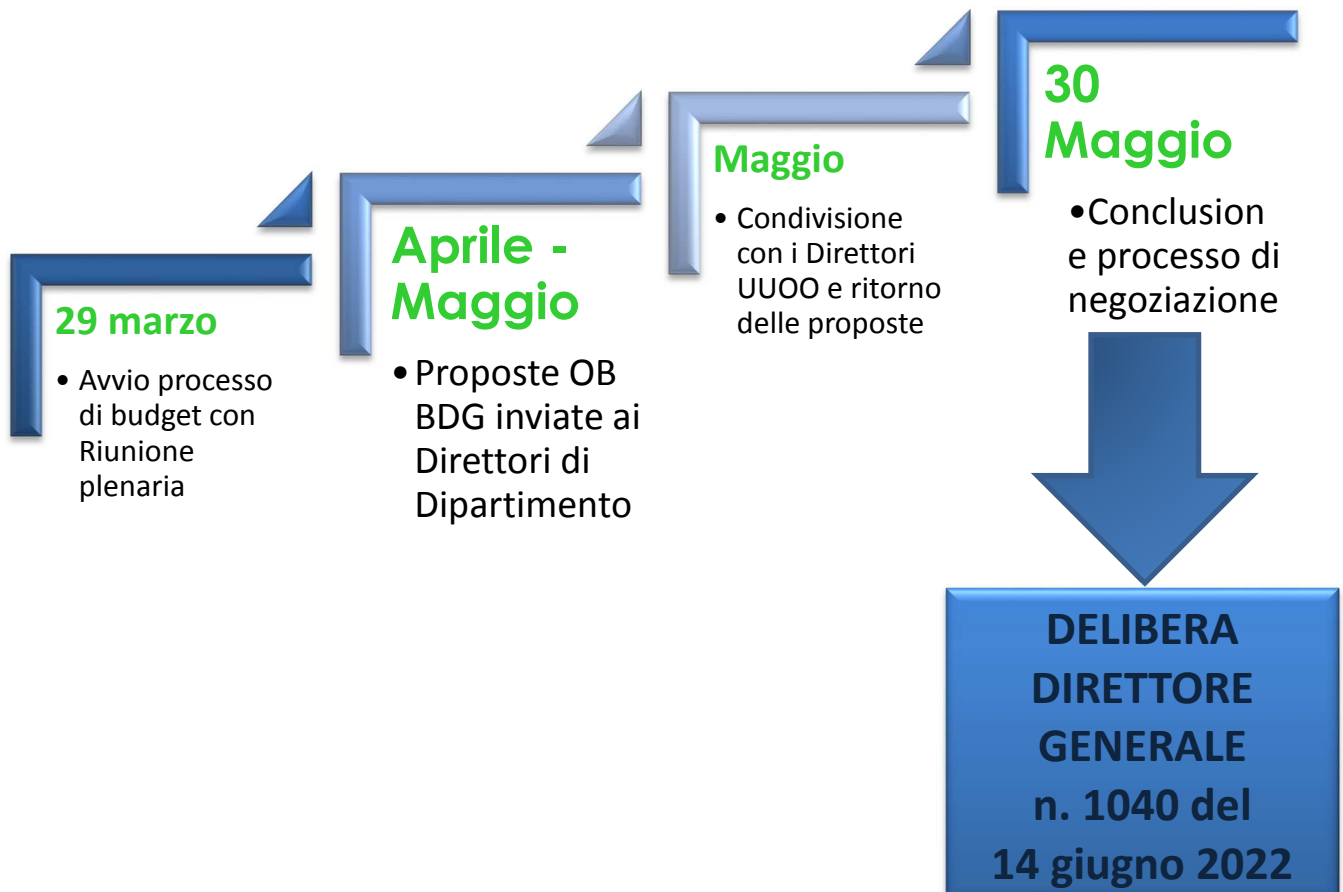 29 marzo
• Avvio processo
di budget con
Riunione
plenaria
Aprile -
Maggio
• Proposte OB
BDG inviate ai
Direttori di
Dipartimento
Maggio
• Condivisione
con i Direttori
UUOO e ritorno
delle proposte
30
Maggio
•Conclusion
e processo di
negoziazione
DELIBERA
DIRETTORE
GENERALE
n. 1040 del
14 giugno 2022